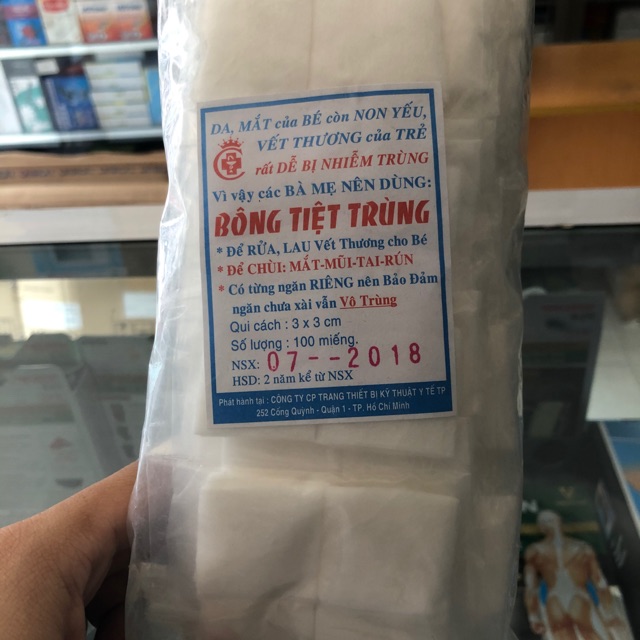 DA, MẮT của BÉ còn NON YẾU,
VẾT THƯƠNG của TRẺ
rất DỄ BỊ NHIỄM TRÙNG
Vì vậy các BÀ MẸ NÊN DÙNG:
BÔNG TIỆT TRÙNG
* Để RỬA, LAU Vết Thương cho Bé
* Để CHÙI: MẮT-MŨI-TAI-RÚN
* Có từng ngăn RIÊNG nên Bảo Đảm
ngăn chưa xài vẫn Vô Trùng
Qui cách : 3 x 3 cm
Số lượng : 100 miếng.
NSX: 07--2018
HSD: 2 năm kể từ NSX
Phát hành tại : CÔNG TY CP TRANG THIẾT BỊ KỸ THUẬT Y TẾ TP
252 Cống Quỳnh - Quận 1 - TP. Hồ Chí Minh